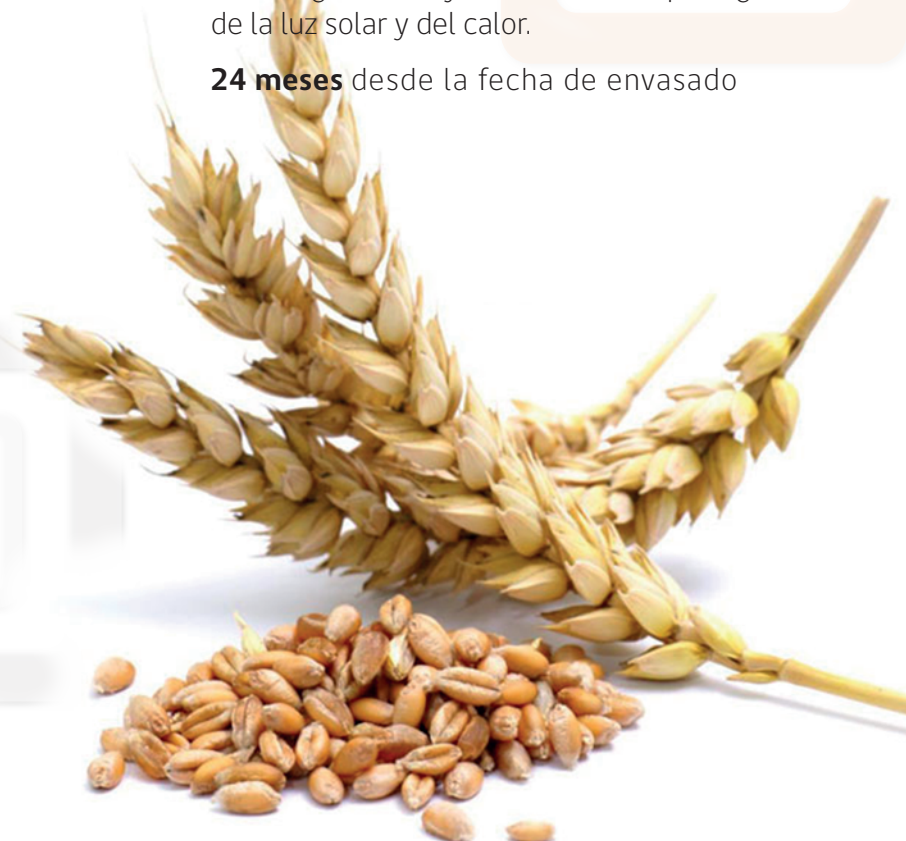 de la luz solar y del calor.
24 meses desde la fecha de envasado